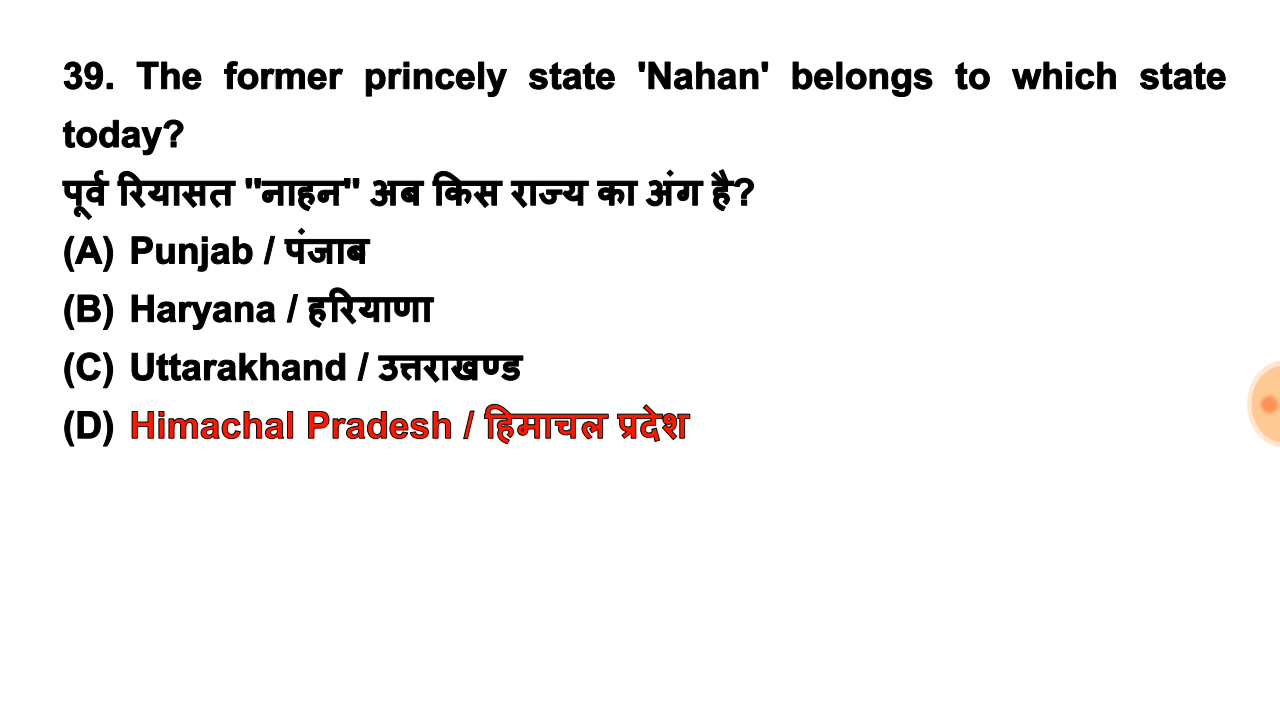 39. The former princely state 'Nahan' belongs to which state
today?
पूर्व रियासत "नाहन" अब किस राज्य का अंग है?
(A) Punjab / पंजाब
(B) Haryana / हरियाणा
(C) Uttarakhand / उत्तराखण्ड
(D) Himachal Pradesh / हिमाचल प्रदेश